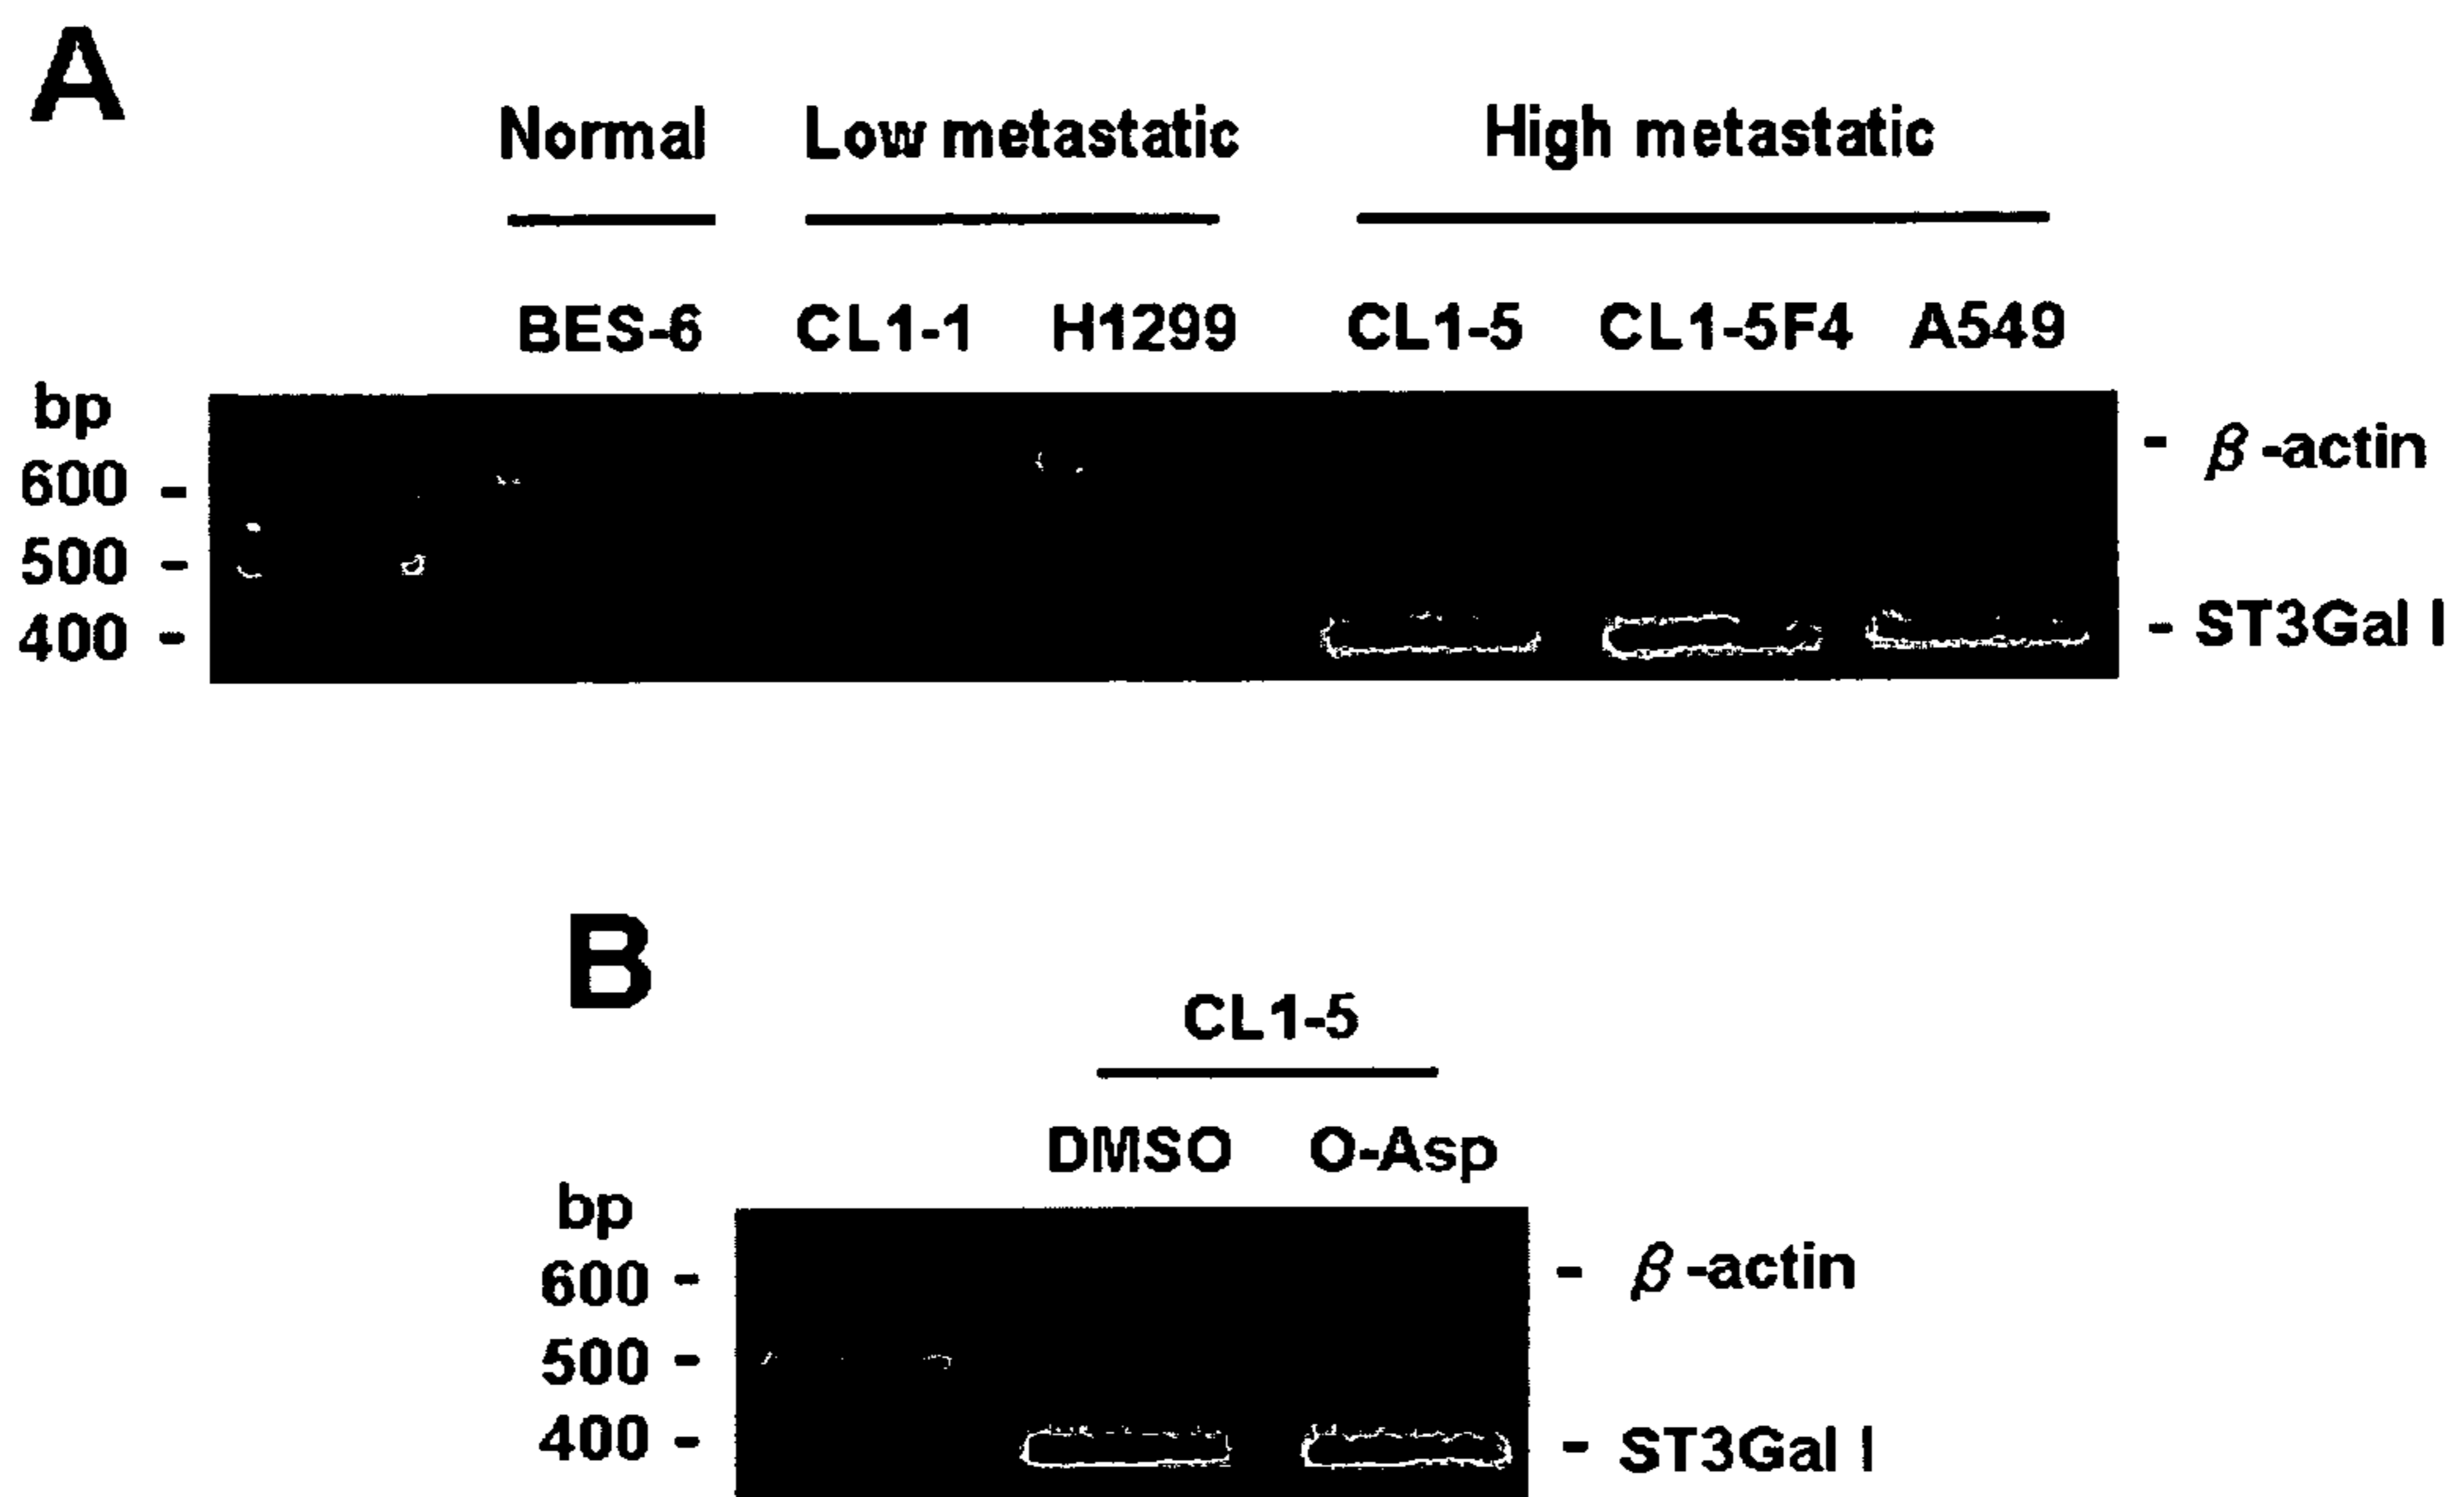 A
Normal Low metastatic High metastatic
BES-6 CL1-1 H1299 CL1-5 CL1-5F4 A549
bp
600 - - β-actin
500 -
400 - - ST3Gal I
B
CL1-5
DMSO O-Asp
bp
600 - - β-actin
500 -
400 - - ST3Gal I